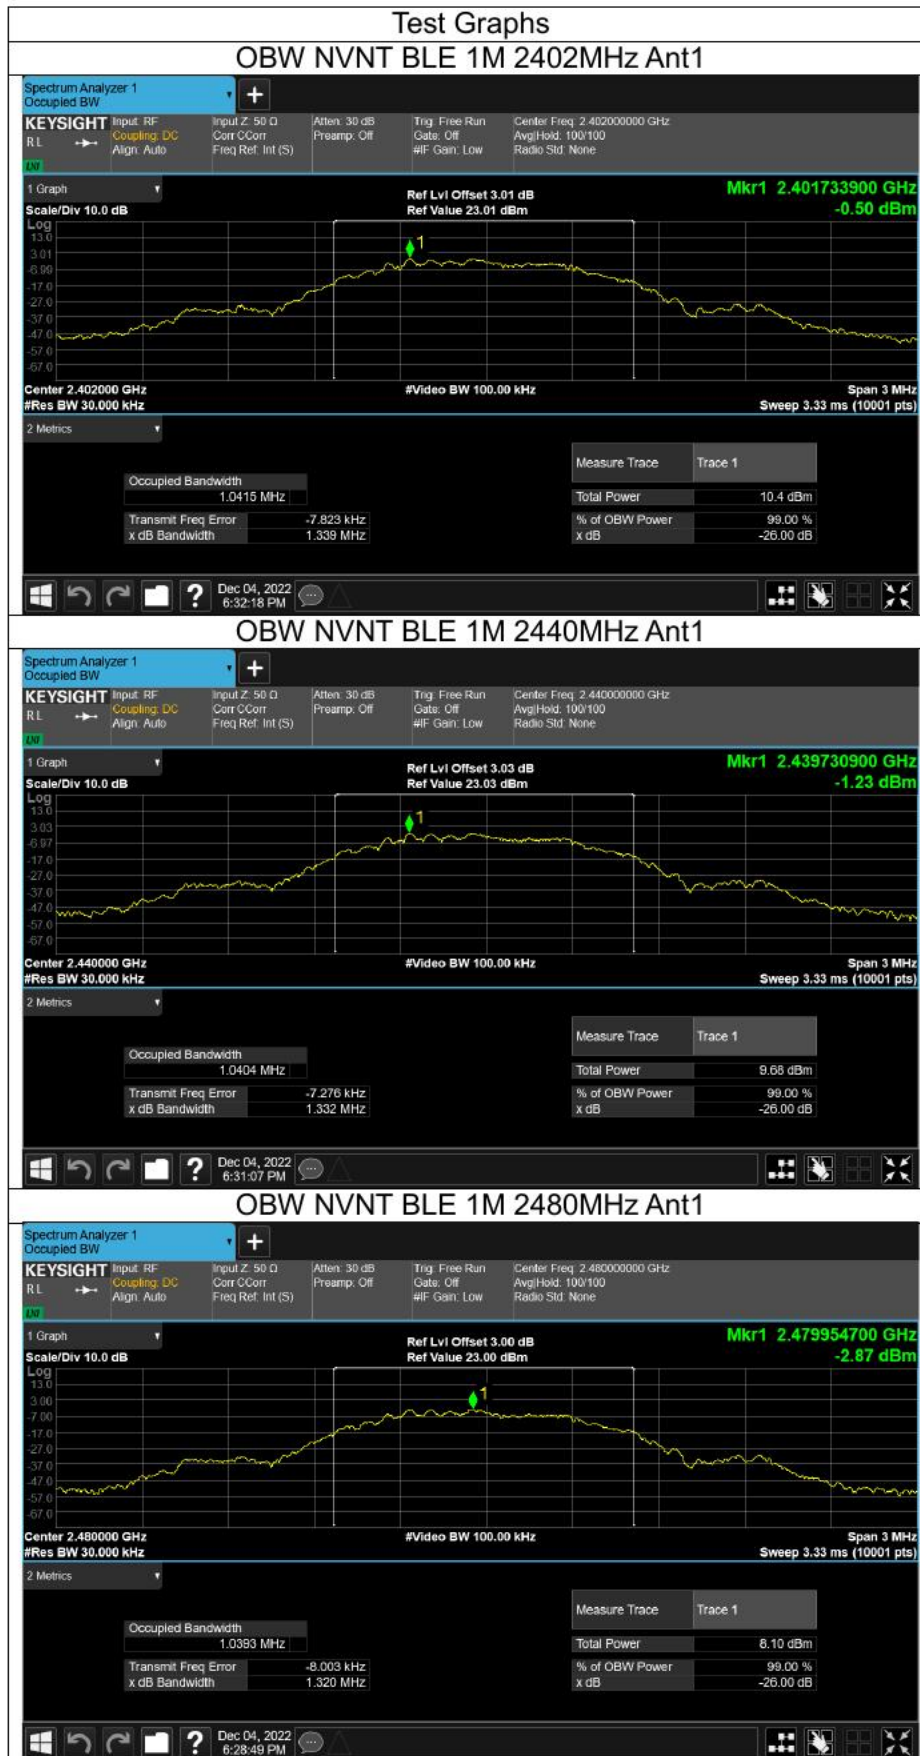 Test Graphs
OBW NVNT BLE 1M 2402MHz Ant1
Spectrum Analyzer 1
Occupied BW
+
KEYSIGHT Input: RF Input Z: 50 Ω Atten: 30 dB Trig: Free Run Center Freq: 2.402000000 GHz
RL Coupling: DC Corr CCorr Preamp: Off Gate: Off Avg|Hold: 100/100
Align: Auto Freq Ref: Int (S) #IF Gain: Low Radio Std: None
LXI
1 Graph Ref Lvl Offset 3.01 dB Mkr1 2.401733900 GHz
Scale/Div 10.0 dB Ref Value 23.01 dBm -0.50 dBm
Log
13.0
3.01
-6.99
-17.0
-27.0
-37.0
-47.0
-57.0
-67.0
1
Center 2.402000 GHz #Video BW 100.00 kHz Span 3 MHz
#Res BW 30.000 kHz Sweep 3.33 ms (10001 pts)
2 Metrics
Measure Trace Trace 1
Occupied Bandwidth
1.0415 MHz Total Power 10.4 dBm
Transmit Freq Error -7.823 kHz % of OBW Power 99.00 %
x dB Bandwidth 1.339 MHz x dB -26.00 dB
? Dec 04, 2022
6:32:18 PM
OBW NVNT BLE 1M 2440MHz Ant1
Spectrum Analyzer 1
Occupied BW
+
KEYSIGHT Input: RF Input Z: 50 Ω Atten: 30 dB Trig: Free Run Center Freq: 2.440000000 GHz
RL Coupling: DC Corr CCorr Preamp: Off Gate: Off Avg|Hold: 100/100
Align: Auto Freq Ref: Int (S) #IF Gain: Low Radio Std: None
LXI
1 Graph Ref Lvl Offset 3.03 dB Mkr1 2.439730900 GHz
Scale/Div 10.0 dB Ref Value 23.03 dBm -1.23 dBm
Log
13.0
3.03
-6.97
-17.0
-27.0
-37.0
-47.0
-57.0
-67.0
1
Center 2.440000 GHz #Video BW 100.00 kHz Span 3 MHz
#Res BW 30.000 kHz Sweep 3.33 ms (10001 pts)
2 Metrics
Measure Trace Trace 1
Occupied Bandwidth
1.0404 MHz Total Power 9.68 dBm
Transmit Freq Error -7.276 kHz % of OBW Power 99.00 %
x dB Bandwidth 1.332 MHz x dB -26.00 dB
? Dec 04, 2022
6:31:07 PM
OBW NVNT BLE 1M 2480MHz Ant1
Spectrum Analyzer 1
Occupied BW
+
KEYSIGHT Input: RF Input Z: 50 Ω Atten: 30 dB Trig: Free Run Center Freq: 2.480000000 GHz
RL Coupling: DC Corr CCorr Preamp: Off Gate: Off Avg|Hold: 100/100
Align: Auto Freq Ref: Int (S) #IF Gain: Low Radio Std: None
LXI
1 Graph Ref Lvl Offset 3.00 dB Mkr1 2.479954700 GHz
Scale/Div 10.0 dB Ref Value 23.00 dBm -2.87 dBm
Log
13.0
3.00
-7.00
-17.0
-27.0
-37.0
-47.0
-57.0
-67.0
1
Center 2.480000 GHz #Video BW 100.00 kHz Span 3 MHz
#Res BW 30.000 kHz Sweep 3.33 ms (10001 pts)
2 Metrics
Measure Trace Trace 1
Occupied Bandwidth
1.0393 MHz Total Power 8.10 dBm
Transmit Freq Error -8.003 kHz % of OBW Power 99.00 %
x dB Bandwidth 1.320 MHz x dB -26.00 dB
? Dec 04, 2022
6:28:49 PM